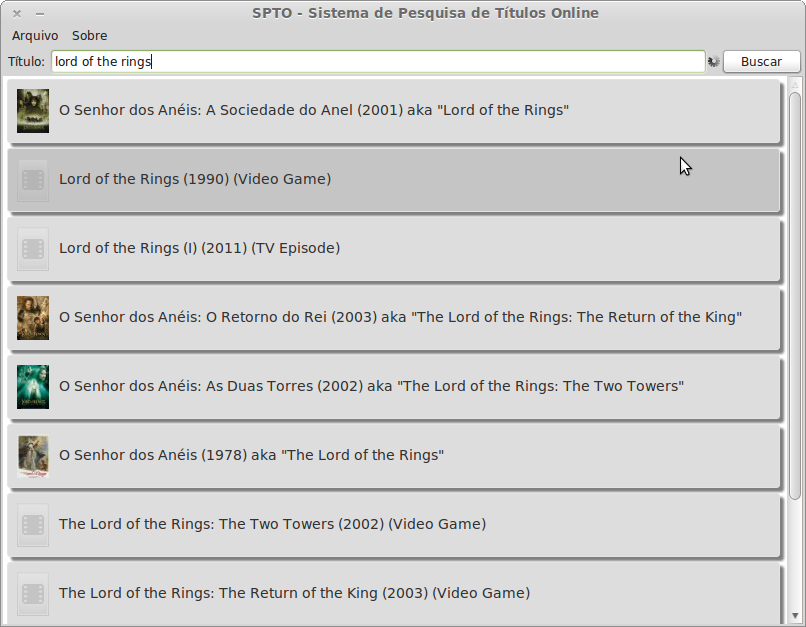 SPTO - Sistema de Pesquisa de Títulos Online
Arquivo Sobre
Título: lord of the rings Buscar
O Senhor dos Anéis: A Sociedade do Anel (2001) aka "Lord of the Rings"
Lord of the Rings (1990) (Video Game)
Lord of the Rings (I) (2011) (TV Episode)
O Senhor dos Anéis: O Retorno do Rei (2003) aka "The Lord of the Rings: The Return of the King"
O Senhor dos Anéis: As Duas Torres (2002) aka "The Lord of the Rings: The Two Towers"
O Senhor dos Anéis (1978) aka "The Lord of the Rings"
The Lord of the Rings: The Two Towers (2002) (Video Game)
The Lord of the Rings: The Return of the King (2003) (Video Game)